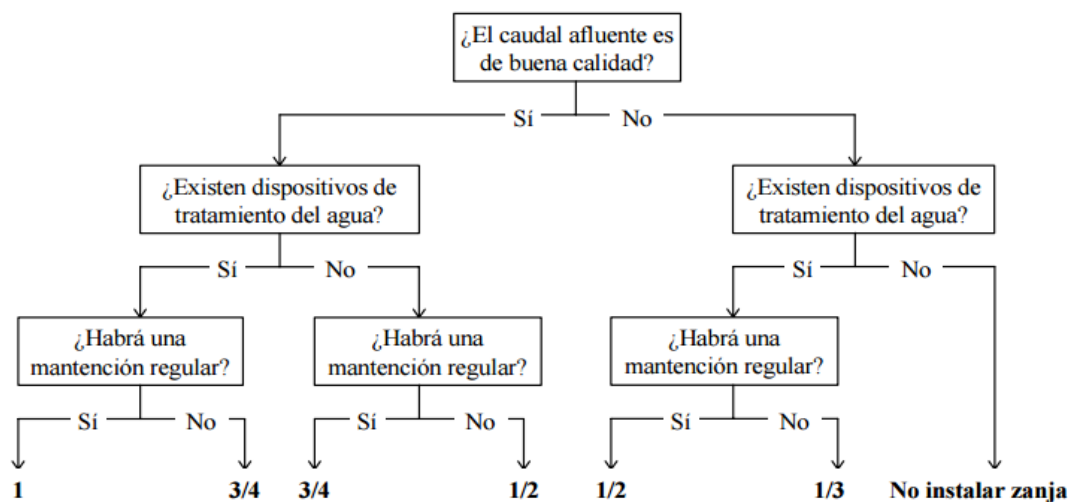 ¿El caudal afluente es
de buena calidad?
Sí No
¿Existen dispositivos de
tratamiento del agua?
¿Existen dispositivos de
tratamiento del agua?
Sí No Sí No
¿Habrá una
mantención regular?
¿Habrá una
mantención regular?
¿Habrá una
mantención regular?
Sí No Sí No Sí No
1 3/4 3/4 1/2 1/2 1/3 No instalar zanja